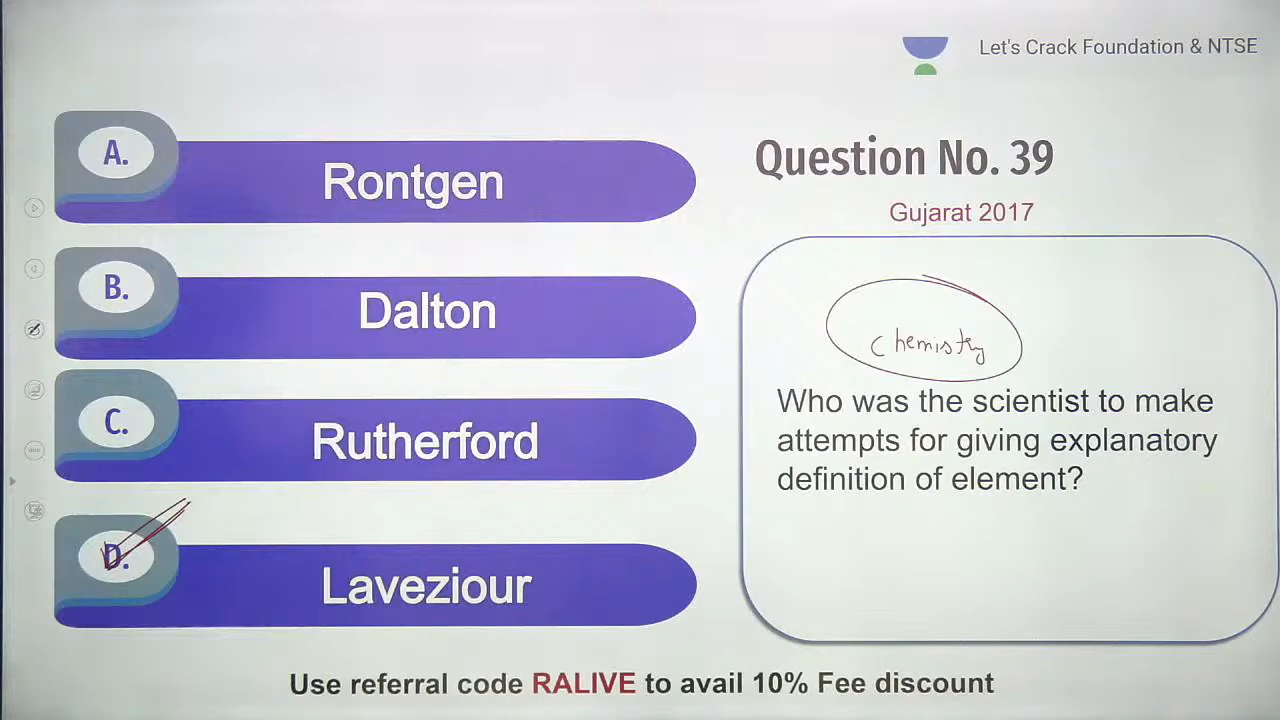 Let's Crack Foundation & NTSE
A.
Rontgen
B.
Dalton
C.
Rutherford
D.
Laveziour
Question No. 39
Gujarat 2017
Chemistry
Who was the scientist to make
attempts for giving explanatory
definition of element?
Use referral code RALIVE to avail 10% Fee discount